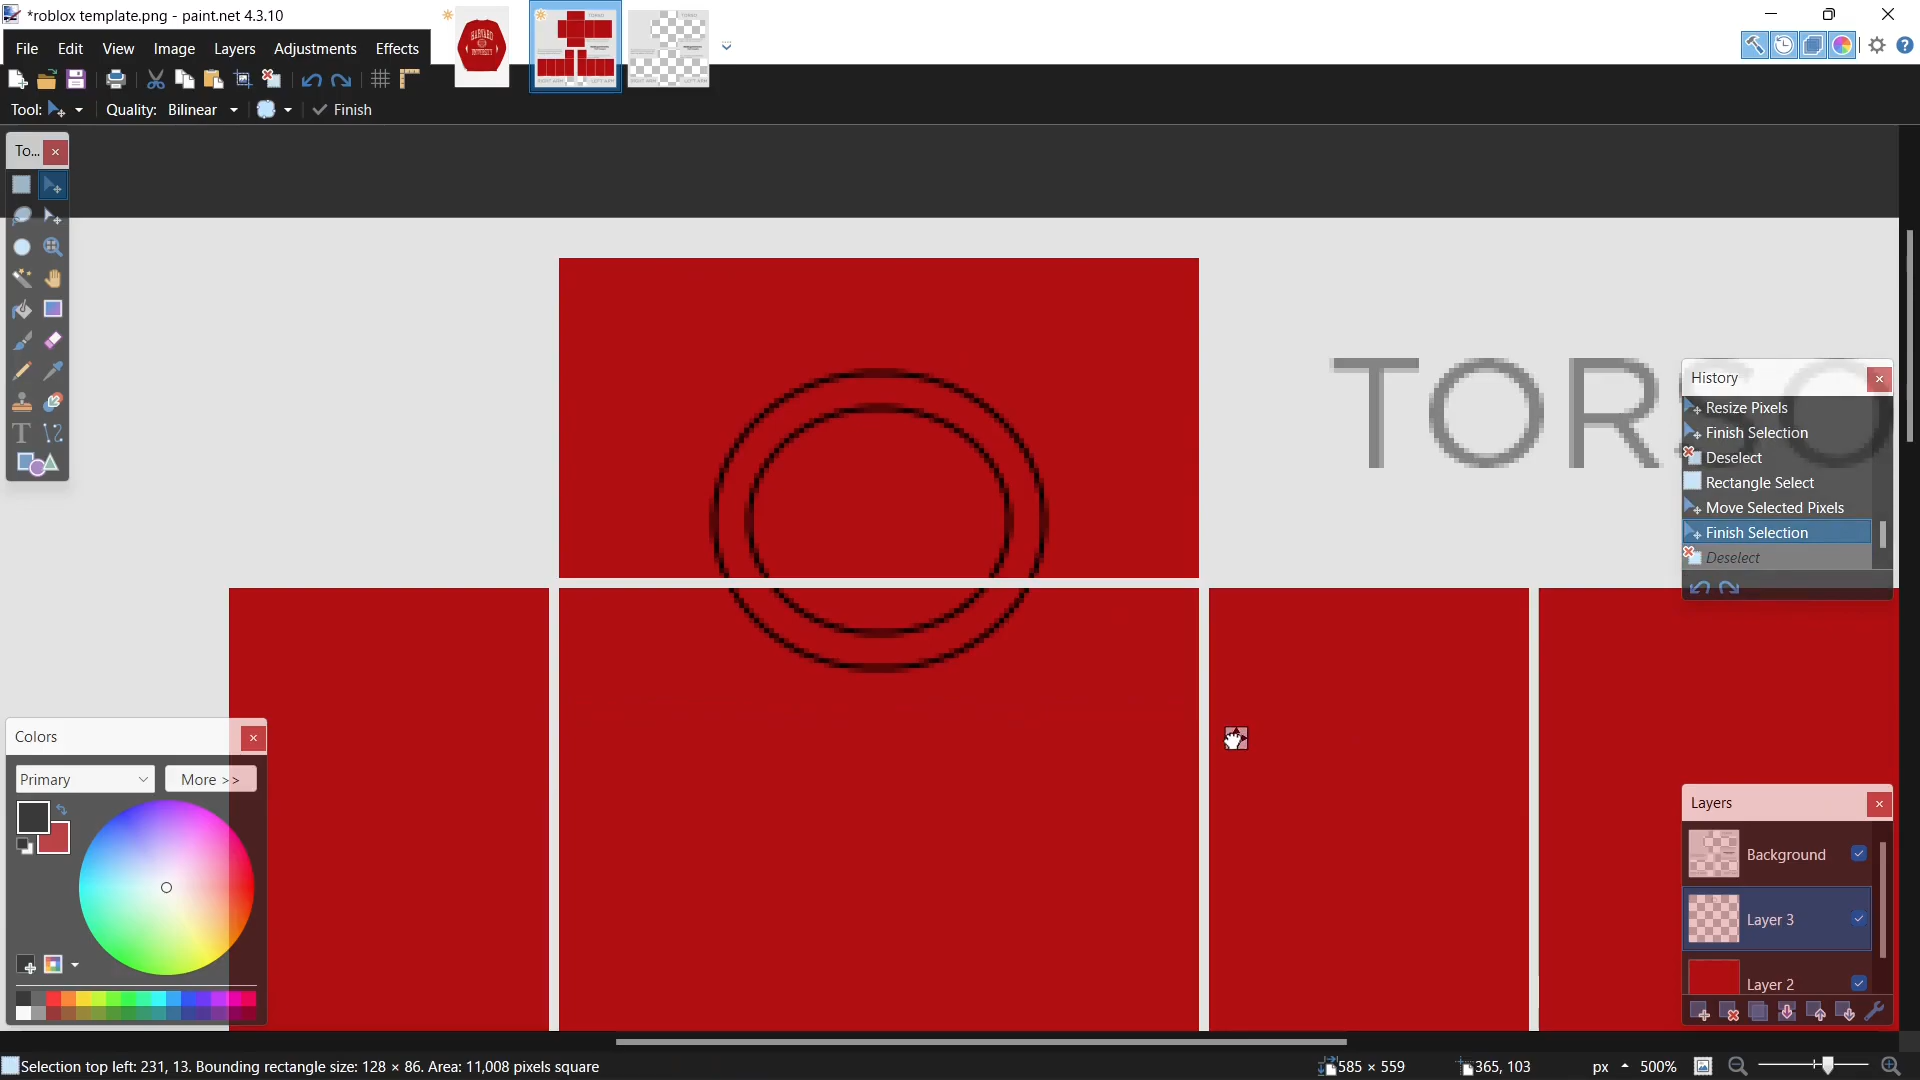 *roblox template.png - paint.net 4.3.10
File Edit View Image Layers Adjustments Effects
Tool: Quality: Bilinear Finish
To...
TORSO
History
Resize Pixels
Finish Selection
Deselect
Rectangle Select
Move Selected Pixels
Finish Selection
Deselect
Colors
Primary
More >>
Layers
Background
Layer 3
Layer 2
Selection top left: 231, 13. Bounding rectangle size: 128 × 86. Area: 11,008 pixels square
585 × 559
365, 103
px
500%
HARVARD
UNIVERSITY